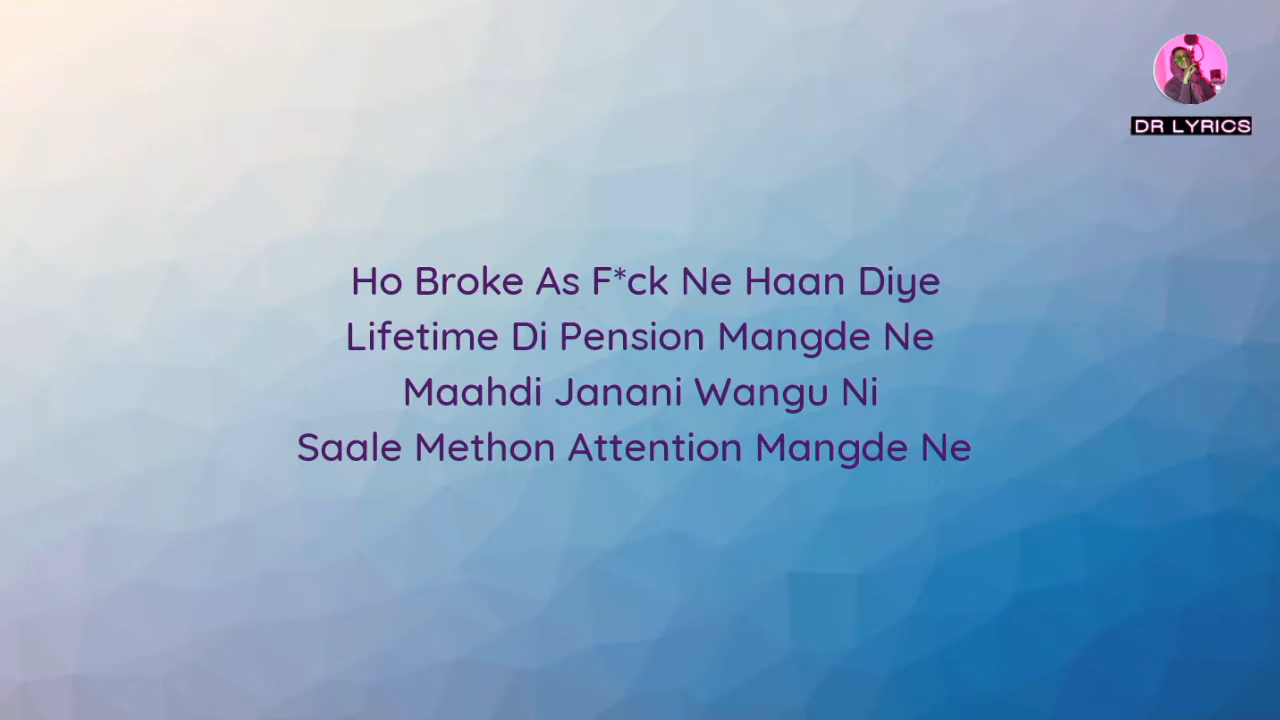 DR LYRICS
Ho Broke As F*ck Ne Haan Diye
Lifetime Di Pension Mangde Ne
Maahdi Janani Wangu Ni
Saale Methon Attention Mangde Ne